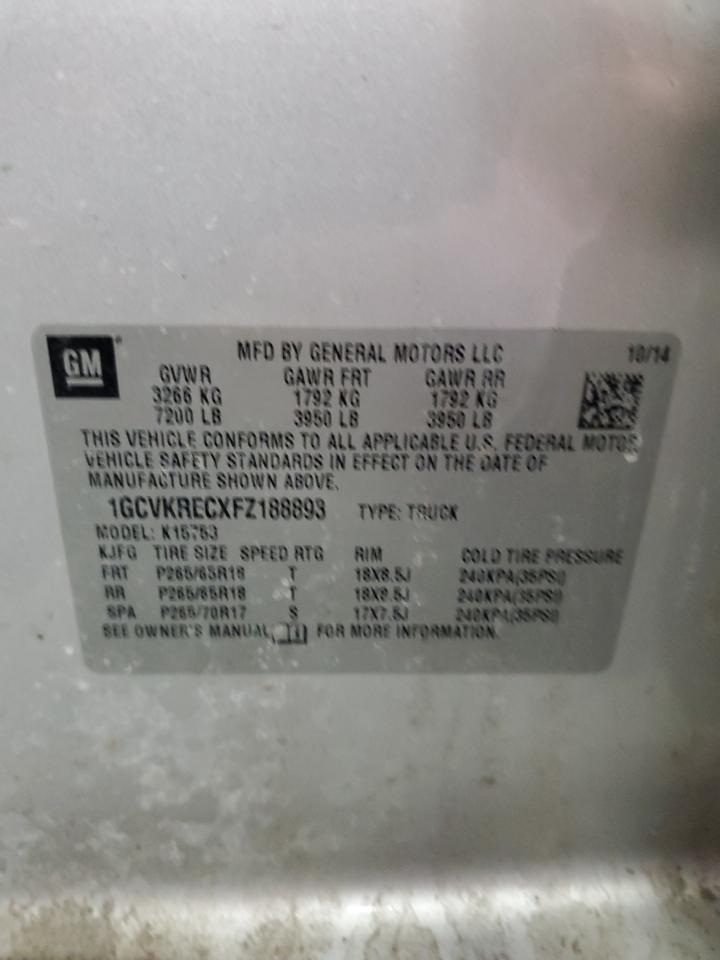 GM
MFD BY GENERAL MOTORS LLC 10/14
GVWR GAWR FRT GAWR RR
3266 KG 1792 KG 1792 KG
7200 LB 3950 LB 3950 LB
THIS VEHICLE CONFORMS TO ALL APPLICABLE U.S. FEDERAL MOTOR
VEHICLE SAFETY STANDARDS IN EFFECT ON THE DATE OF
MANUFACTURE SHOWN ABOVE.
1GCVKRECXFZ188893 TYPE: TRUCK
MODEL: K15753
KJFG TIRE SIZE SPEED RTG RIM COLD TIRE PRESSURE
FRT P265/65R18 T 18X8.5J 240KPA(35PSI)
RR P265/65R18 T 18X8.5J 240KPA(35PSI)
SPA P265/70R17 S 17X7.5J 240KPA(35PSI)
SEE OWNER'S MANUAL FOR MORE INFORMATION.